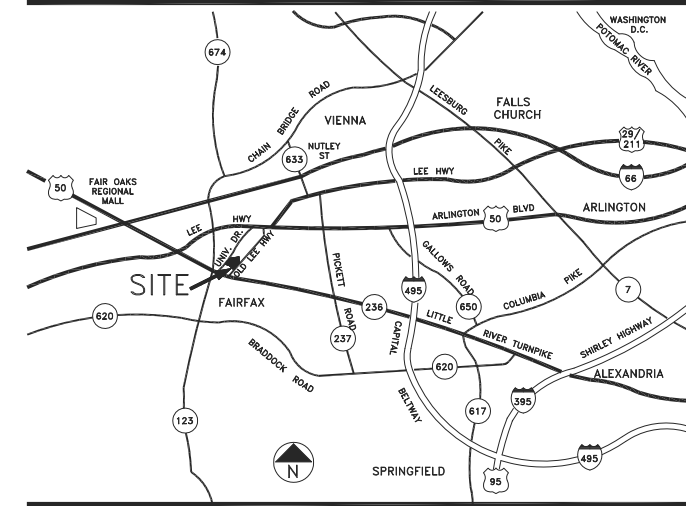 WASHINGTON
D.C.
POTOMAC RIVER
674
CHAIN BRIDGE ROAD
VIENNA
LEESBURG PIKE
FALLS
CHURCH
29/
211
NUTLEY
ST
633
66
50
FAIR OAKS
REGIONAL
MALL
LEE HWY
LEE HWY
ARLINGTON BLVD
50
ARLINGTON
UNIV. DR.
OLD LEE HWY
SITE
FAIRFAX
PICKETT ROAD
GALLOWS ROAD
495
650
COLUMBIA PIKE
7
236
LITTLE RIVER TURNPIKE
SHIRLEY HIGHWAY
620
237
CAPITAL BELTWAY
BRADDOCK ROAD
620
ALEXANDRIA
395
617
123
N
SPRINGFIELD
495
95